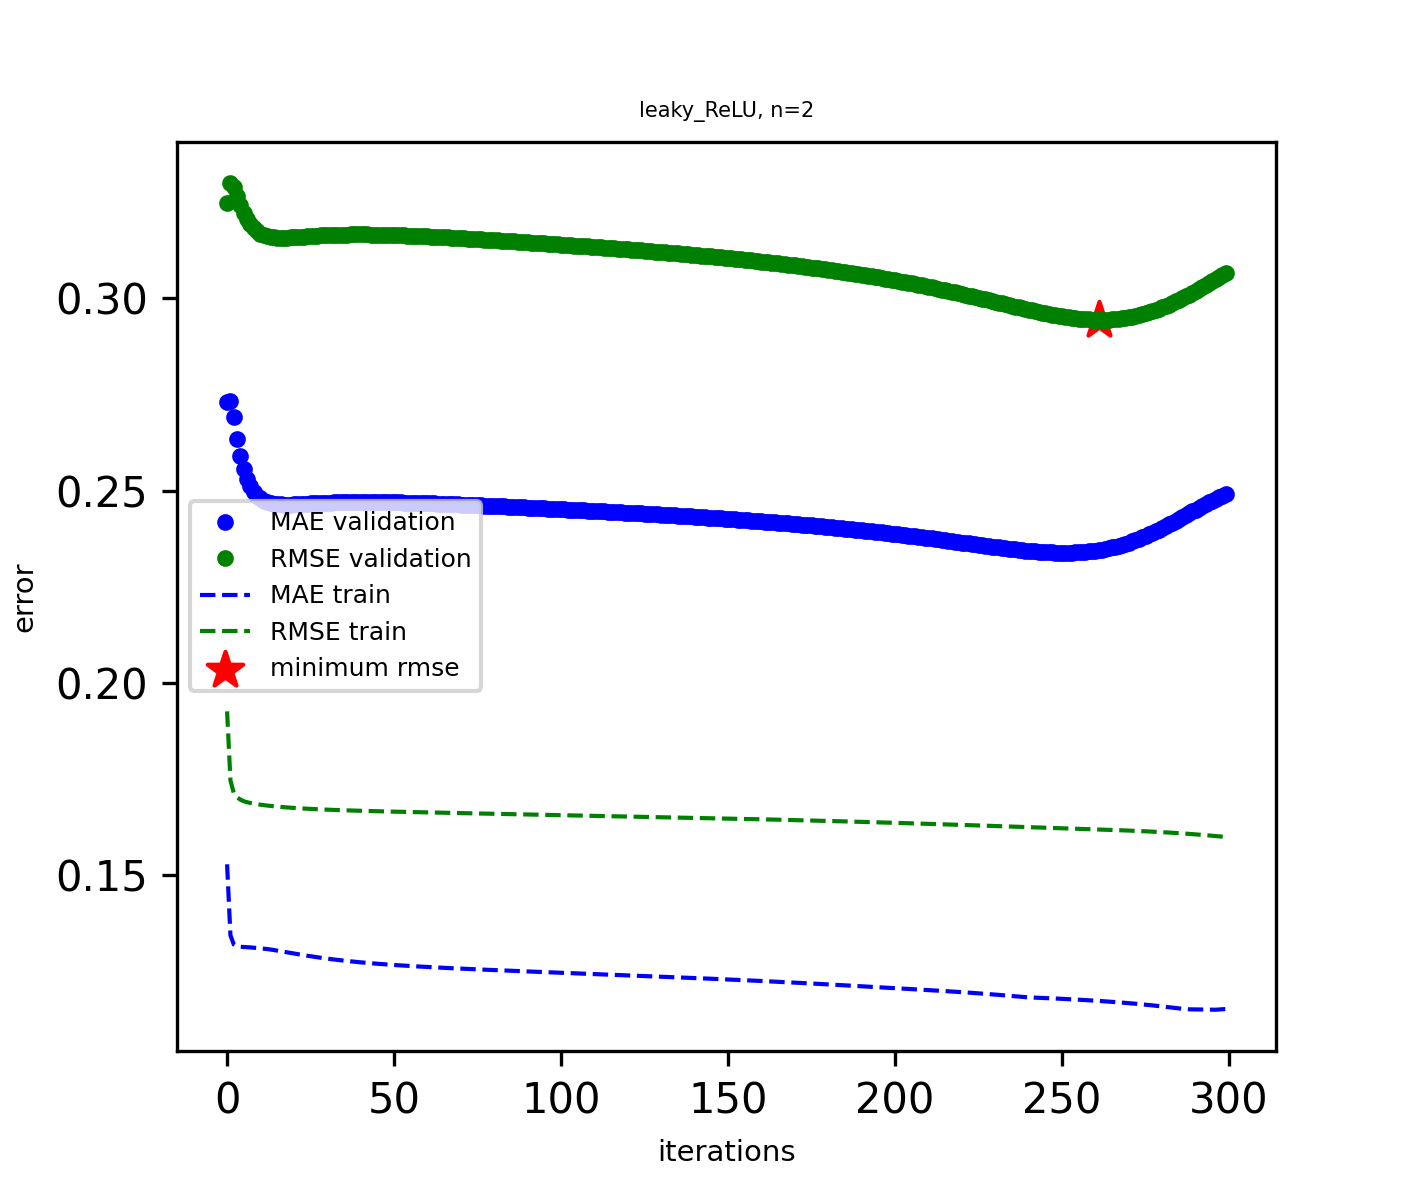 leaky_ReLU, n=2
error
0.30
0.25
0.20
0.15
MAE validation
RMSE validation
MAE train
RMSE train
minimum rmse
0 50 100 150 200 250 300
iterations